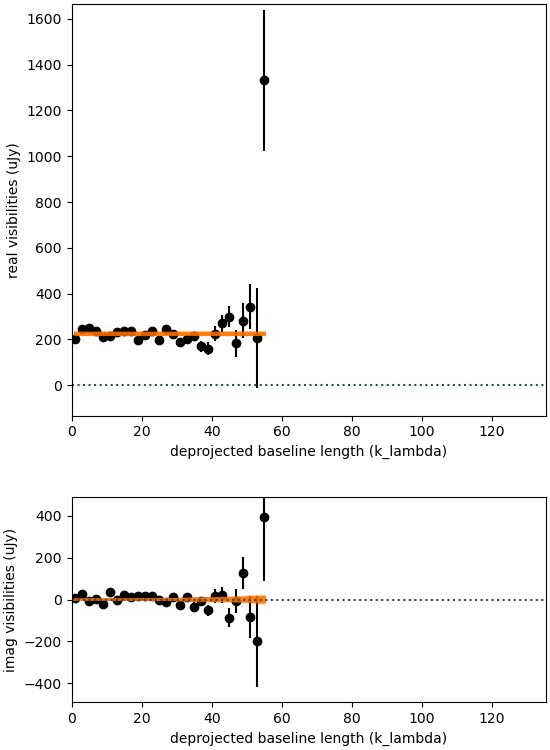 1600
1400
1200
1000
800
600
400
200
0
real visibilities (uJy)
0 20 40 60 80 100 120
deprojected baseline length (k_lambda)
400
200
0
−200
−400
imag visibilities (uJy)
0 20 40 60 80 100 120
deprojected baseline length (k_lambda)